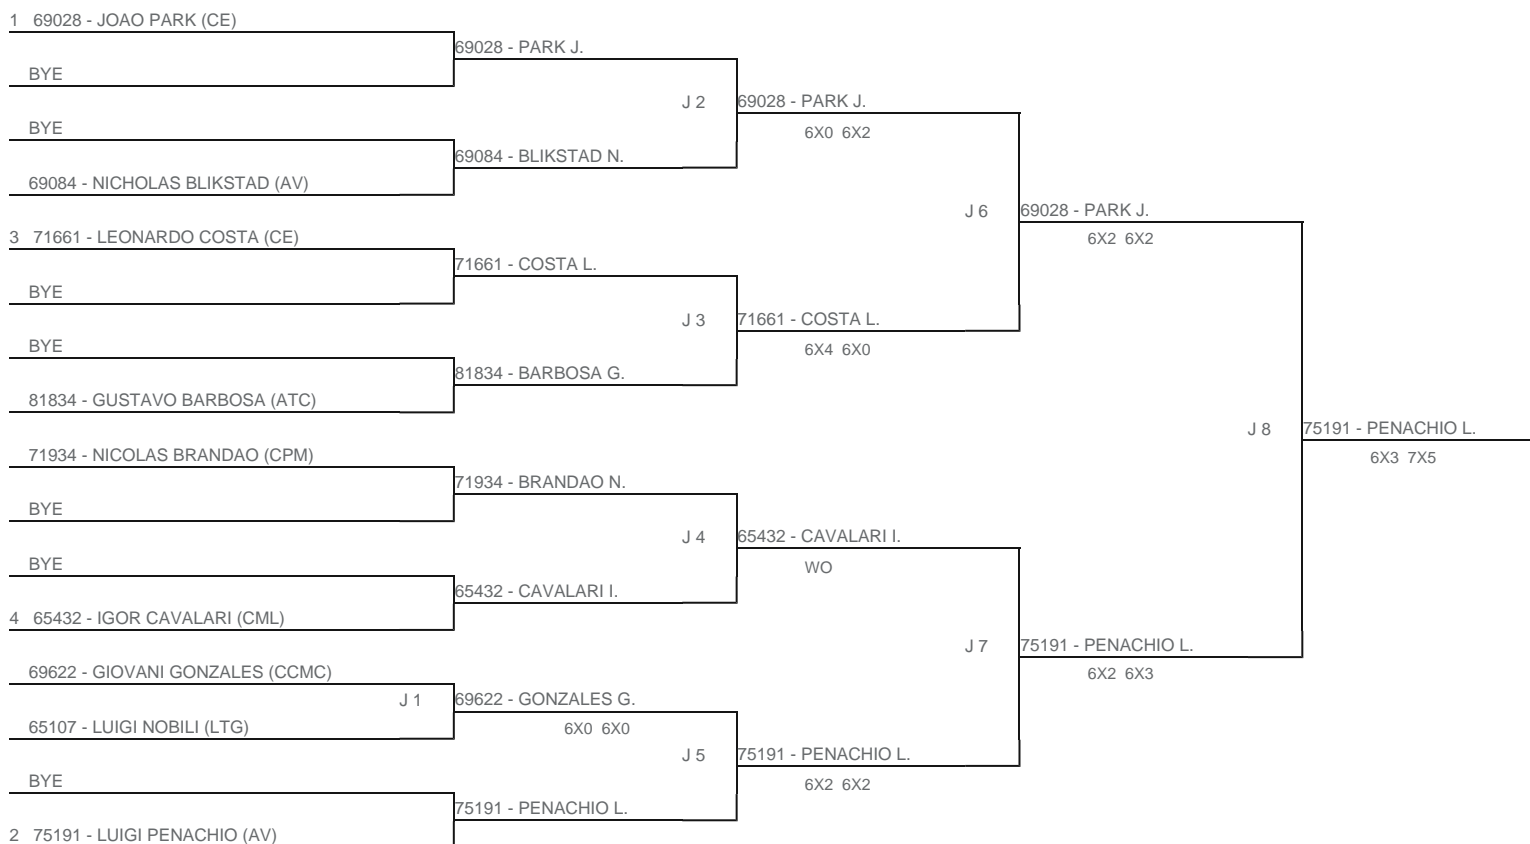 1 69028 - JOAO PARK (CE)
69028 - PARK J.
BYE
J 2
69028 - PARK J.
BYE
6X0 6X2
69084 - BLIKSTAD N.
69084 - NICHOLAS BLIKSTAD (AV)
J 6
69028 - PARK J.
3 71661 - LEONARDO COSTA (CE)
6X2 6X2
71661 - COSTA L.
BYE
J 3
71661 - COSTA L.
BYE
6X4 6X0
81834 - BARBOSA G.
81834 - GUSTAVO BARBOSA (ATC)
J 8
75191 - PENACHIO L.
71934 - NICOLAS BRANDAO (CPM)
6X3 7X5
71934 - BRANDAO N.
BYE
J 4
65432 - CAVALARI I.
BYE
WO
65432 - CAVALARI I.
4 65432 - IGOR CAVALARI (CML)
J 7
75191 - PENACHIO L.
69622 - GIOVANI GONZALES (CCMC)
6X2 6X3
J 1
69622 - GONZALES G.
65107 - LUIGI NOBILI (LTG)
6X0 6X0
J 5
75191 - PENACHIO L.
BYE
6X2 6X2
75191 - PENACHIO L.
2 75191 - LUIGI PENACHIO (AV)